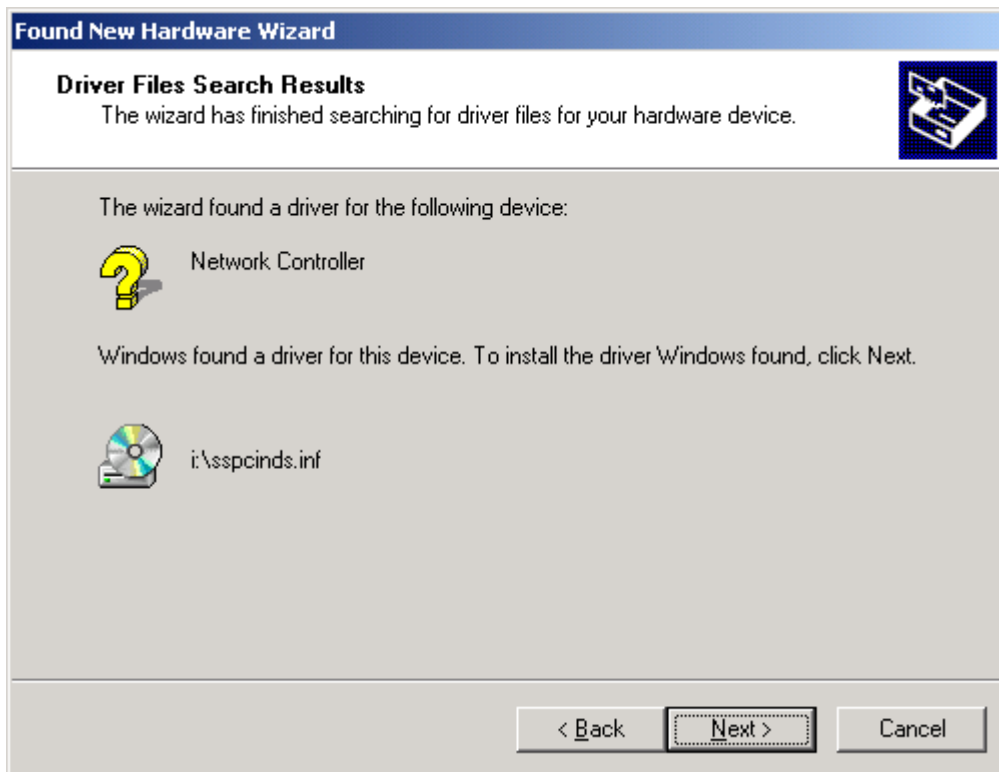 Found New Hardware Wizard
Driver Files Search Results
The wizard has finished searching for driver files for your hardware device.
The wizard found a driver for the following device:
Network Controller
Windows found a driver for this device. To install the driver Windows found, click Next.
i:\sspcinds.inf
< Back
Next >
Cancel